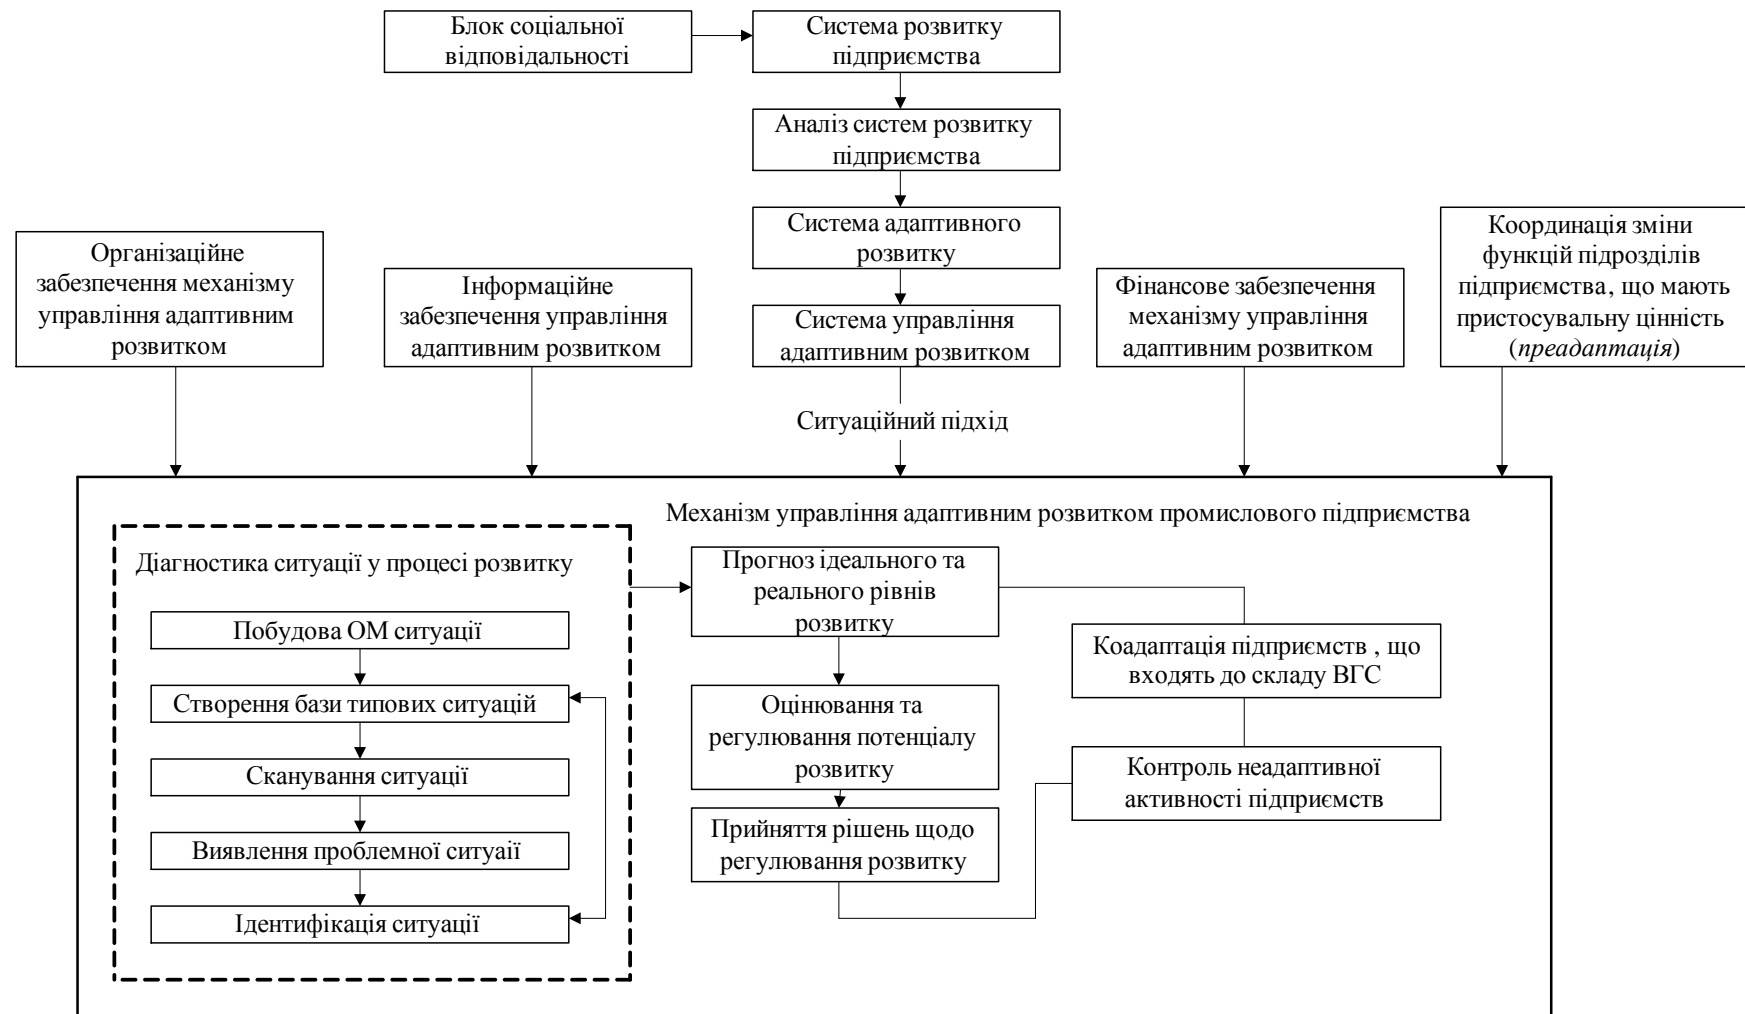 Блок соціальної
відповідальності
Система розвитку
підприємства
Аналіз систем розвитку
підприємства
Система адаптивного
розвитку
Організаційне
забезпечення механізму
управління адаптивним
розвитком
Інформаційне
забезпечення управління
адаптивним розвитком
Система управління
адаптивним розвитком
Фінансове забезпечення
механізму управління
адаптивним розвитком
Координація зміни
функцій підрозділів
підприємства, що мають
пристосувальну цінність
(преадаптація)
Ситуаційний підхід
Механізм управління адаптивним розвитком промислового підприємства
Діагностика ситуації у процесі розвитку
Побудова ОМ ситуації
Створення бази типових ситуацій
Сканування ситуації
Виявлення проблемної ситуаії
Ідентифікація ситуації
Прогноз ідеального та
реального рівнів
розвитку
Оцінювання та
регулювання потенціалу
розвитку
Прийняття рішень щодо
регулювання розвитку
Коадаптація підприємств , що
входять до складу ВГС
Контроль неадаптивної
активності підприємств